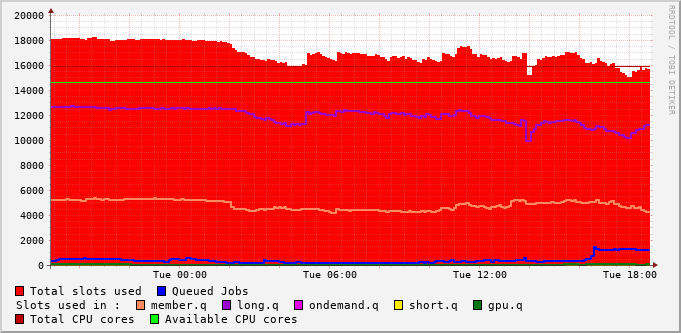 20000
18000
16000
14000
12000
10000
8000
6000
4000
2000
0
Tue 00:00 Tue 06:00 Tue 12:00 Tue 18:00
Total slots used Queued Jobs
Slots used in : member.q long.q ondemand.q short.q gpu.q
Total CPU cores Available CPU cores
RRDTOOL / TOBI OETIKER